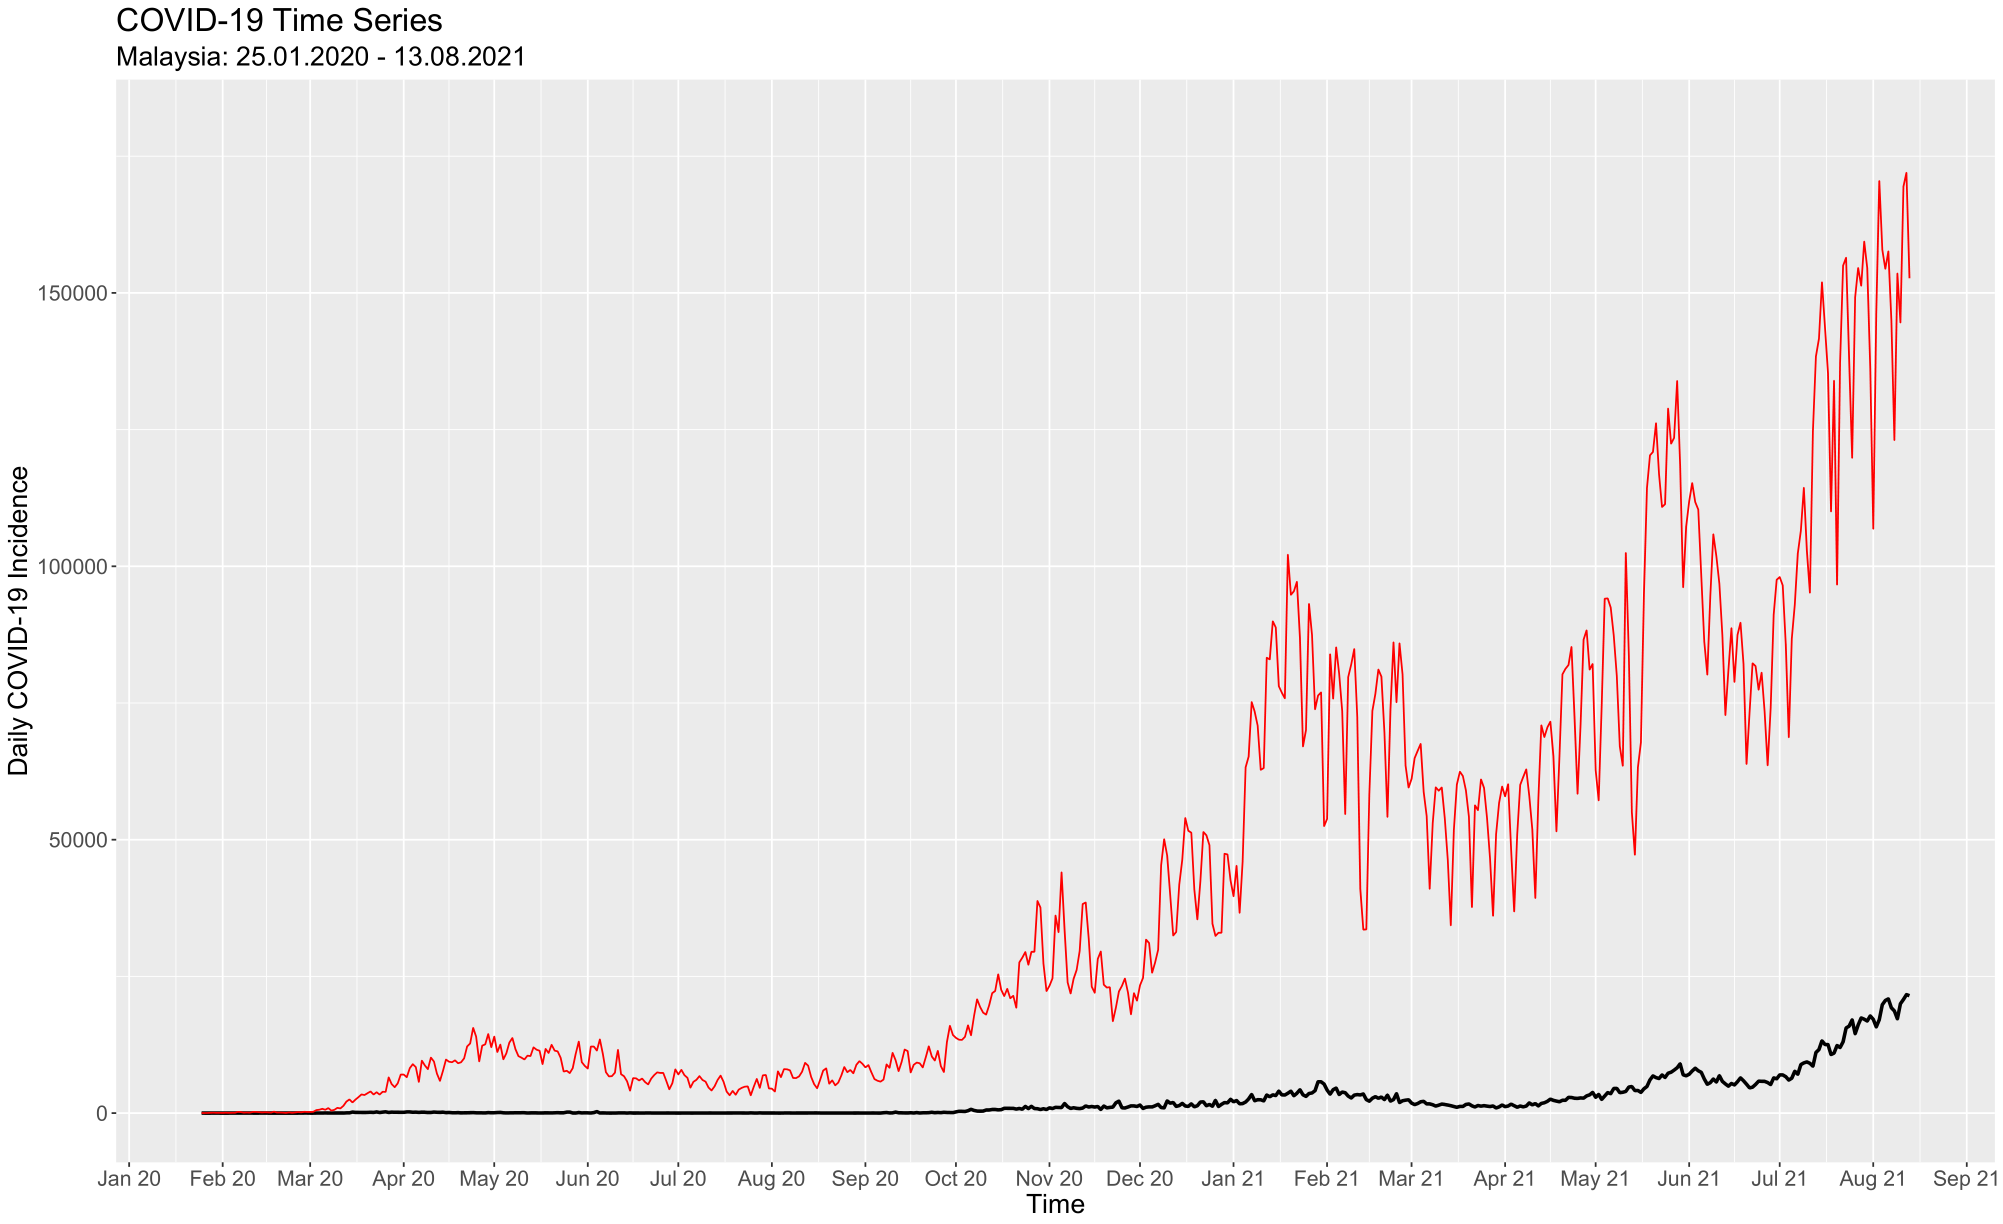 COVID-19 Time Series
Malaysia: 25.01.2020 - 13.08.2021
Daily COVID-19 Incidence
150000
100000
50000
0
Jan 20 Feb 20 Mar 20 Apr 20 May 20 Jun 20 Jul 20 Aug 20 Sep 20 Oct 20 Nov 20 Dec 20 Jan 21 Feb 21 Mar 21 Apr 21 May 21 Jun 21 Jul 21 Aug 21 Sep 21
Time